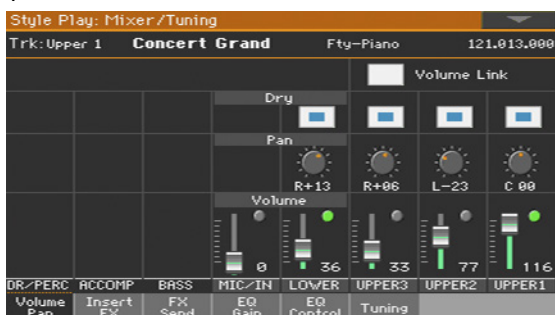 Style Play: Mixer/Tuning
Trk:Upper 1 Concert Grand Fty-Piano 121.013.000
Volume Link
Dry
Pan
R+13 R+06 L-23 C 00
Volume
0 36 33 77 116
DR/PERC ACCOMP BASS MIC/IN LOWER UPPER3 UPPER2 UPPER1
Volume Insert FX EQ EQ Tuning
Pan FX Send Gain Control